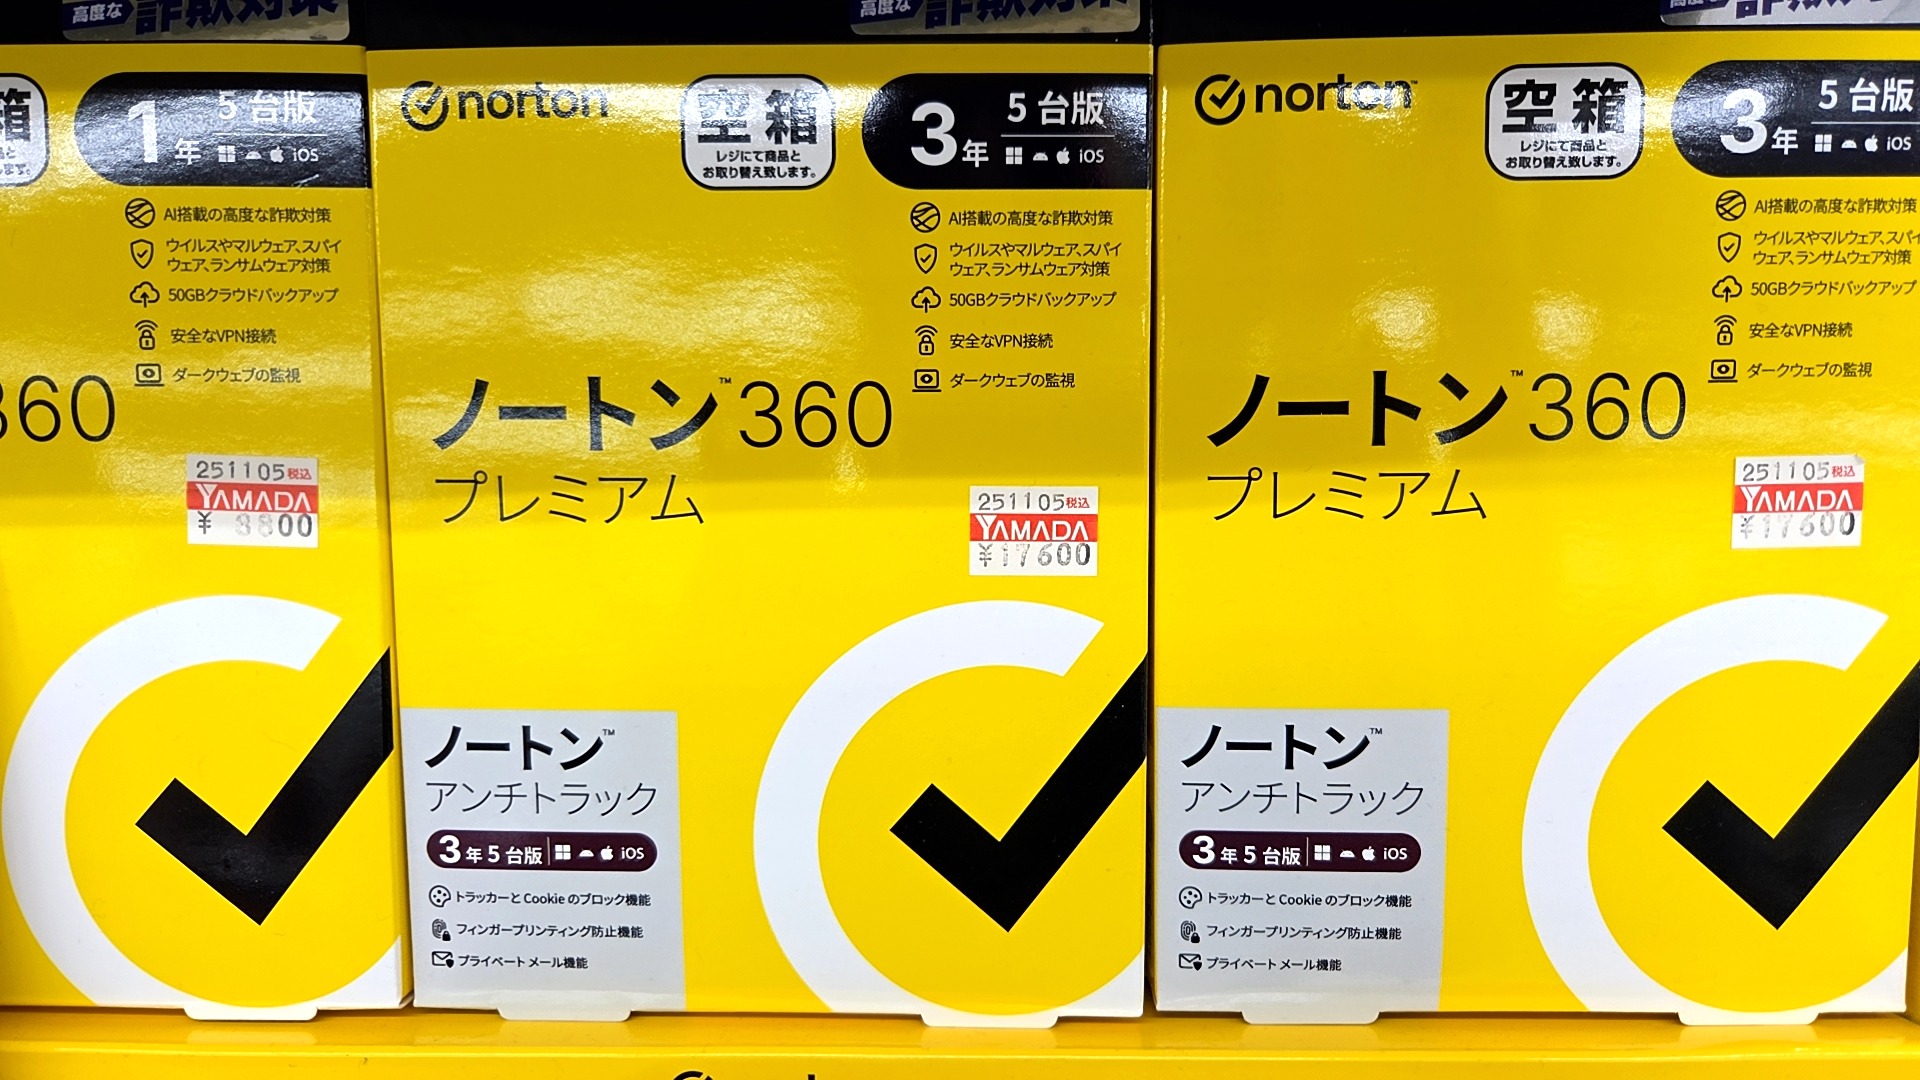 高度な
詐欺対策
箱
1年
5台版
iOS
AI搭載の高度な詐欺対策
ウイルスやマルウェア、スパイ
ウェア、ランサムウェア対策
50GBクラウドバックアップ
安全なVPN接続
ダークウェブの監視
360
251105税込
YAMADA
¥ 8800
高度な
詐欺対策
norton
空箱
レジにて商品と
お取り替え致します。
3年
5台版
iOS
AI搭載の高度な詐欺対策
ウイルスやマルウェア、スパイ
ウェア、ランサムウェア対策
50GBクラウドバックアップ
安全なVPN接続
ダークウェブの監視
ノートン™ 360
プレミアム
251105税込
YAMADA
¥17600
ノートン™
アンチトラック
3年5台版 iOS
トラッカーとCookieのブロック機能
フィンガープリンティング防止機能
プライベートメール機能
norton™
空箱
レジにて商品と
お取り替え致します。
3年
5台版
iOS
AI搭載の高度な詐欺対策
ウイルスやマルウェア、スパイ
ウェア、ランサムウェア対策
50GBクラウドバックアップ
安全なVPN接続
ダークウェブの監視
ノートン™ 360
プレミアム
251105税込
YAMADA
¥17600
ノートン™
アンチトラック
3年5台版 iOS
トラッカーとCookieのブロック機能
フィンガープリンティング防止機能
プライベートメール機能